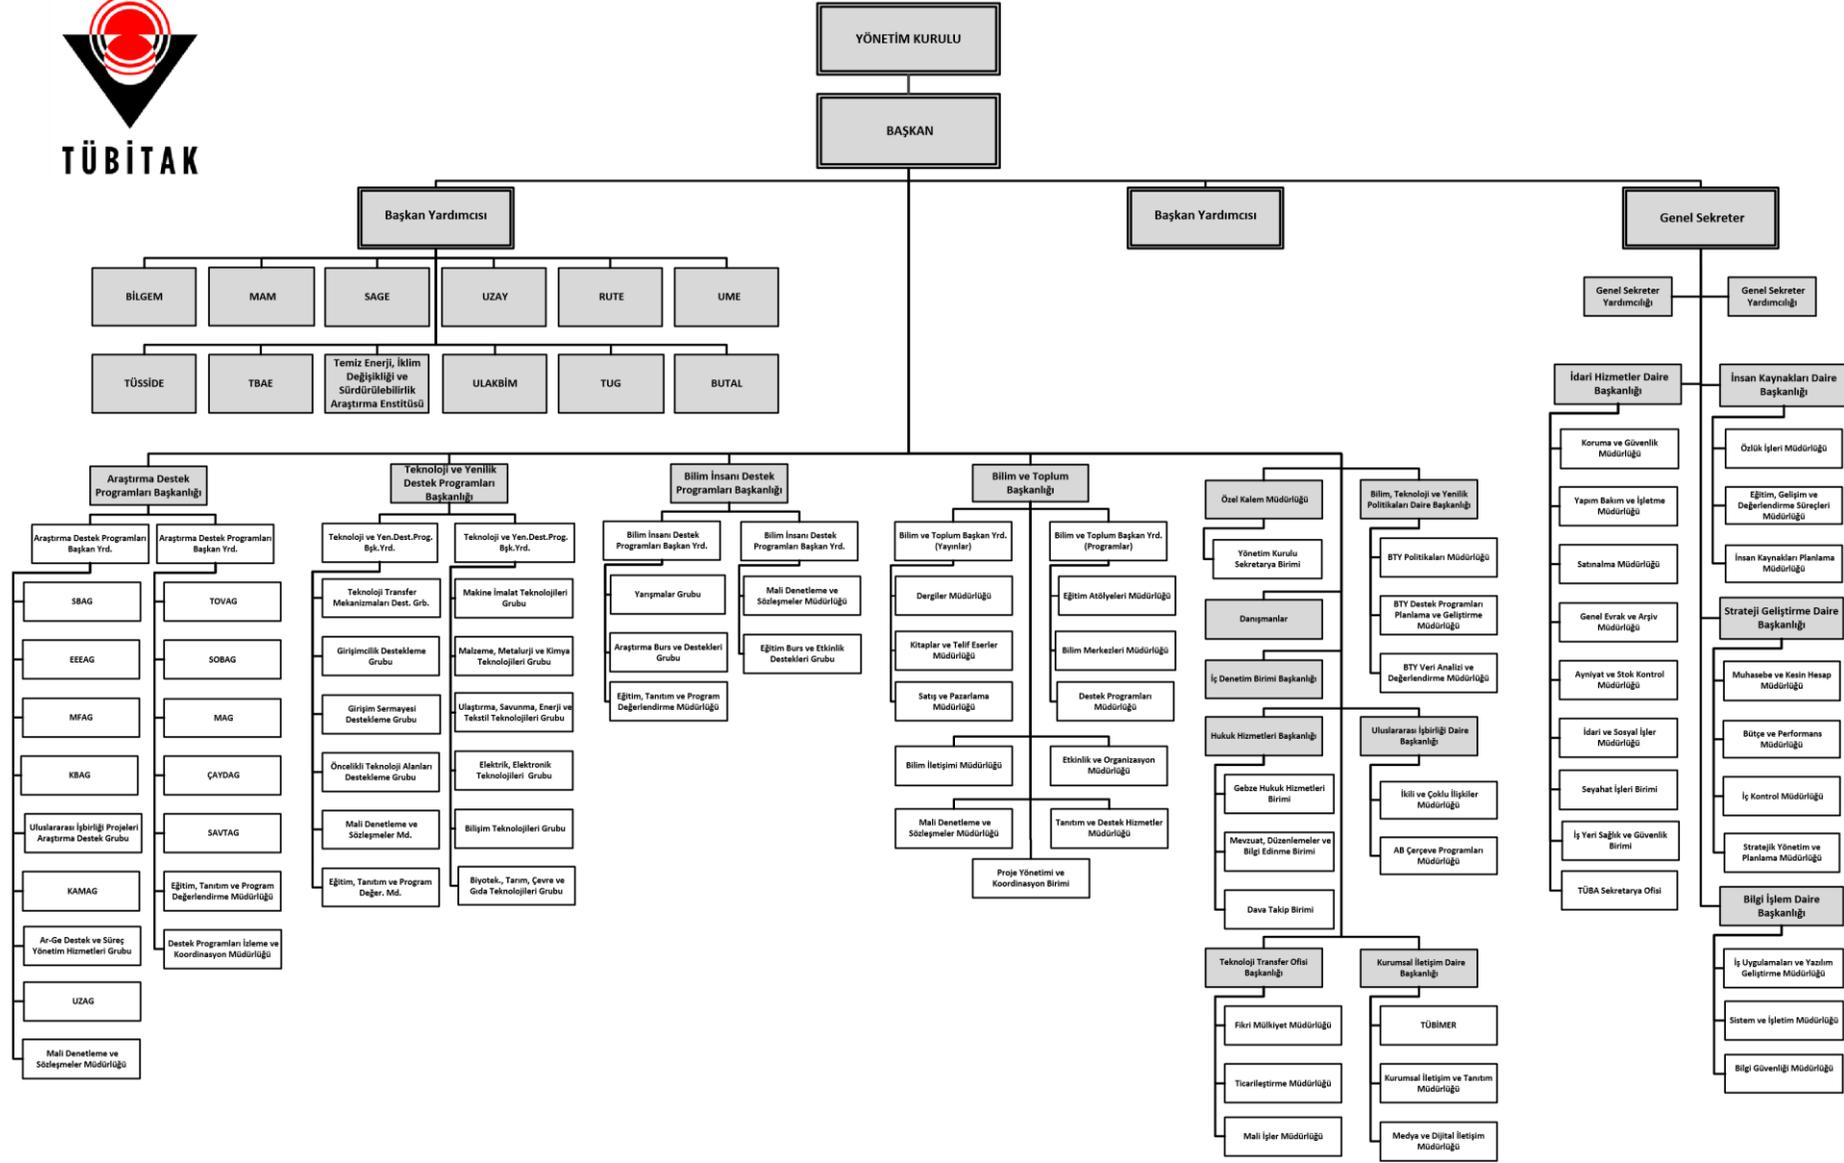 TÜBİTAK
YÖNETİM KURULU
BAŞKAN
Başkan Yardımcısı
BİLGEM
MAM
SAGE
UZAY
RUTE
UME
TÜSSİDE
TBAE
Temiz Enerji, İklim
Değişikliği ve
Sürdürülebilirlik
Araştırma Enstitüsü
ULAKBİM
TUG
BUTAL
Başkan Yardımcısı
Genel Sekreter
Genel Sekreter
Yardımcılığı
Genel Sekreter
Yardımcılığı
Araştırma Destek
Programları Başkanlığı
Araştırma Destek Programları
Başkan Yrd.
SBAG
EEEAG
MFAG
KBAG
Uluslararası İşbirliği Projeleri
Araştırma Destek Grubu
KAMAG
Ar-Ge Destek ve Süreç
Yönetim Hizmetleri Grubu
UZAG
Mali Denetleme ve
Sözleşmeler Müdürlüğü
Araştırma Destek Programları
Başkan Yrd.
TOVAG
SOBAG
MAG
ÇAYDAG
SAVTAG
Eğitim, Tanıtım ve Program
Değerlendirme Müdürlüğü
Destek Programları İzleme ve
Koordinasyon Müdürlüğü
Teknoloji ve Yenilik
Destek Programları
Başkanlığı
Teknoloji ve Yen.Dest.Prog.
Bşk.Yrd.
Teknoloji Transfer
Mekanizmaları Dest. Grb.
Girişimcilik Destekleme
Grubu
Girişim Sermayesi
Destekleme Grubu
Öncelikli Teknoloji Alanları
Destekleme Grubu
Mali Denetleme ve
Sözleşmeler Md.
Eğitim, Tanıtım ve Program
Değer. Md.
Teknoloji ve Yen.Dest.Prog.
Bşk.Yrd.
Makine İmalat Teknolojileri
Grubu
Malzeme, Metalurji ve Kimya
Teknolojileri Grubu
Ulaştırma, Savunma, Enerji ve
Tekstil Teknolojileri Grubu
Elektrik, Elektronik
Teknolojileri Grubu
Bilişim Teknolojileri Grubu
Biyotek., Tarım, Çevre ve
Gıda Teknolojileri Grubu
Bilim İnsanı Destek
Programları Başkanlığı
Bilim İnsanı Destek
Programları Başkan Yrd.
Yarışmalar Grubu
Araştırma Burs ve Destekleri
Grubu
Eğitim, Tanıtım ve Program
Değerlendirme Müdürlüğü
Bilim İnsanı Destek
Programları Başkan Yrd.
Mali Denetleme ve
Sözleşmeler Müdürlüğü
Eğitim Burs ve Etkinlik
Destekleri Grubu
Bilim ve Toplum
Başkanlığı
Bilim ve Toplum Başkan Yrd.
(Yayınlar)
Dergiler Müdürlüğü
Kitaplar ve Telif Eserler
Müdürlüğü
Satış ve Pazarlama
Müdürlüğü
Bilim ve Toplum Başkan Yrd.
(Programlar)
Eğitim Atölyeleri Müdürlüğü
Bilim Merkezleri Müdürlüğü
Destek Programları
Müdürlüğü
Bilim İletişimi Müdürlüğü
Etkinlik ve Organizasyon
Müdürlüğü
Mali Denetleme ve
Sözleşmeler Müdürlüğü
Tanıtım ve Destek Hizmetler
Müdürlüğü
Proje Yönetimi ve
Koordinasyon Birimi
Özel Kalem Müdürlüğü
Yönetim Kurulu
Sekretarya Birimi
Danışmanlar
İç Denetim Birimi Başkanlığı
Bilim, Teknoloji ve Yenilik
Politikaları Daire Başkanlığı
BTY Politikaları Müdürlüğü
BTY Destek Programları
Planlama ve Geliştirme
Müdürlüğü
BTY Veri Analizi ve
Değerlendirme Müdürlüğü
Hukuk Hizmetleri Başkanlığı
Gebze Hukuk Hizmetleri
Birimi
Mevzuat, Düzenlemeler ve
Bilgi Edinme Birimi
Dava Takip Birimi
Uluslararası İşbirliği Daire
Başkanlığı
İkili ve Çoklu İlişkiler
Müdürlüğü
AB Çerçeve Programları
Müdürlüğü
Teknoloji Transfer Ofisi
Başkanlığı
Fikri Mülkiyet Müdürlüğü
Ticarileştirme Müdürlüğü
Mali İşler Müdürlüğü
Kurumsal İletişim Daire
Başkanlığı
TÜBİMER
Kurumsal İletişim ve Tanıtım
Müdürlüğü
Medya ve Dijital İletişim
Müdürlüğü
İdari Hizmetler Daire
Başkanlığı
Koruma ve Güvenlik
Müdürlüğü
Yapım Bakım ve İşletme
Müdürlüğü
Satınalma Müdürlüğü
Genel Evrak ve Arşiv
Müdürlüğü
Ayniyat ve Stok Kontrol
Müdürlüğü
İdari ve Sosyal İşler
Müdürlüğü
Seyahat İşleri Birimi
İş Yeri Sağlık ve Güvenlik
Birimi
TÜBA Sekretarya Ofisi
İnsan Kaynakları Daire
Başkanlığı
Özlük İşleri Müdürlüğü
Eğitim, Gelişim ve
Değerlendirme Süreçleri
Müdürlüğü
İnsan Kaynakları Planlama
Müdürlüğü
Strateji Geliştirme Daire
Başkanlığı
Muhasebe ve Kesin Hesap
Müdürlüğü
Bütçe ve Performans
Müdürlüğü
İç Kontrol Müdürlüğü
Stratejik Yönetim ve
Planlama Müdürlüğü
Bilgi İşlem Daire
Başkanlığı
İş Uygulamaları ve Yazılım
Geliştirme Müdürlüğü
Sistem ve İşletim Müdürlüğü
Bilgi Güvenliği Müdürlüğü